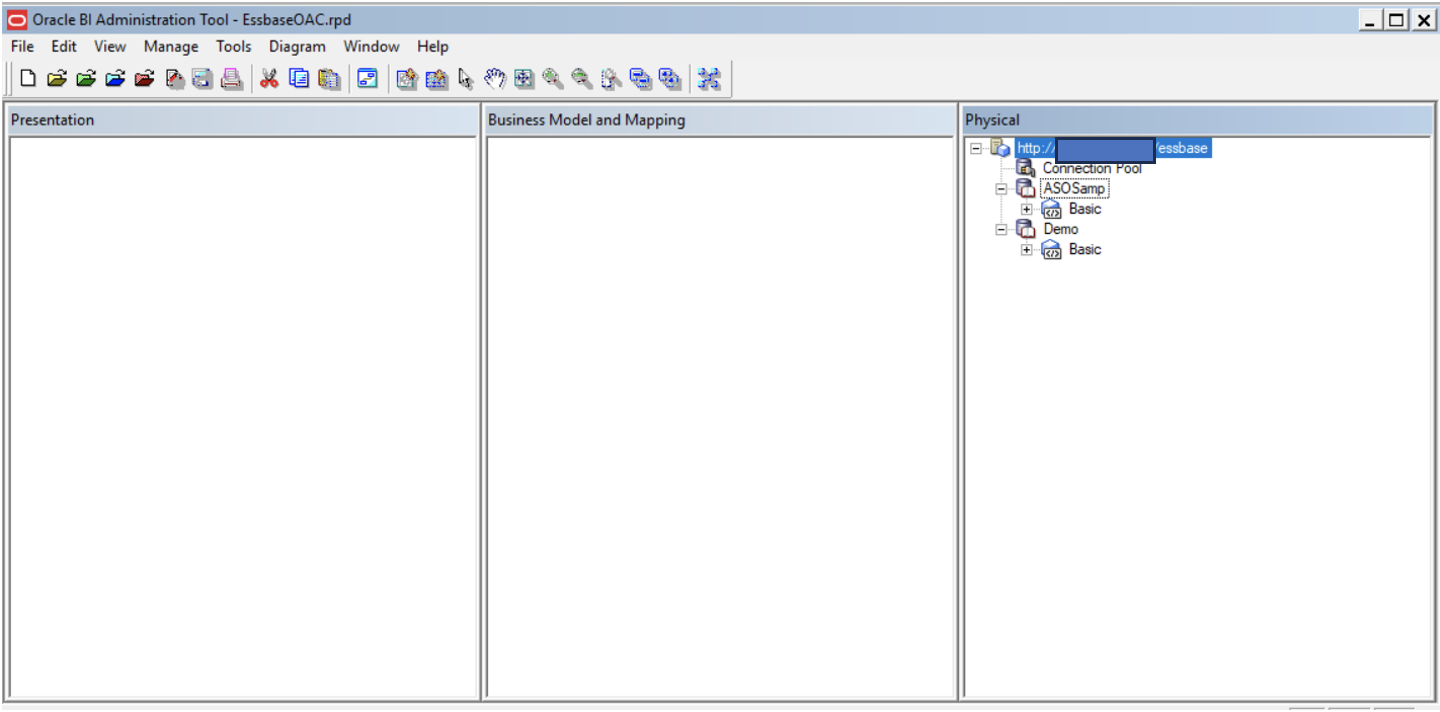 Oracle BI Administration Tool - EssbaseOAC.rpd
File Edit View Manage Tools Diagram Window Help
Presentation
Business Model and Mapping
Physical
http:// /essbase
Connection Pool
ASOSamp
Basic
Demo
Basic